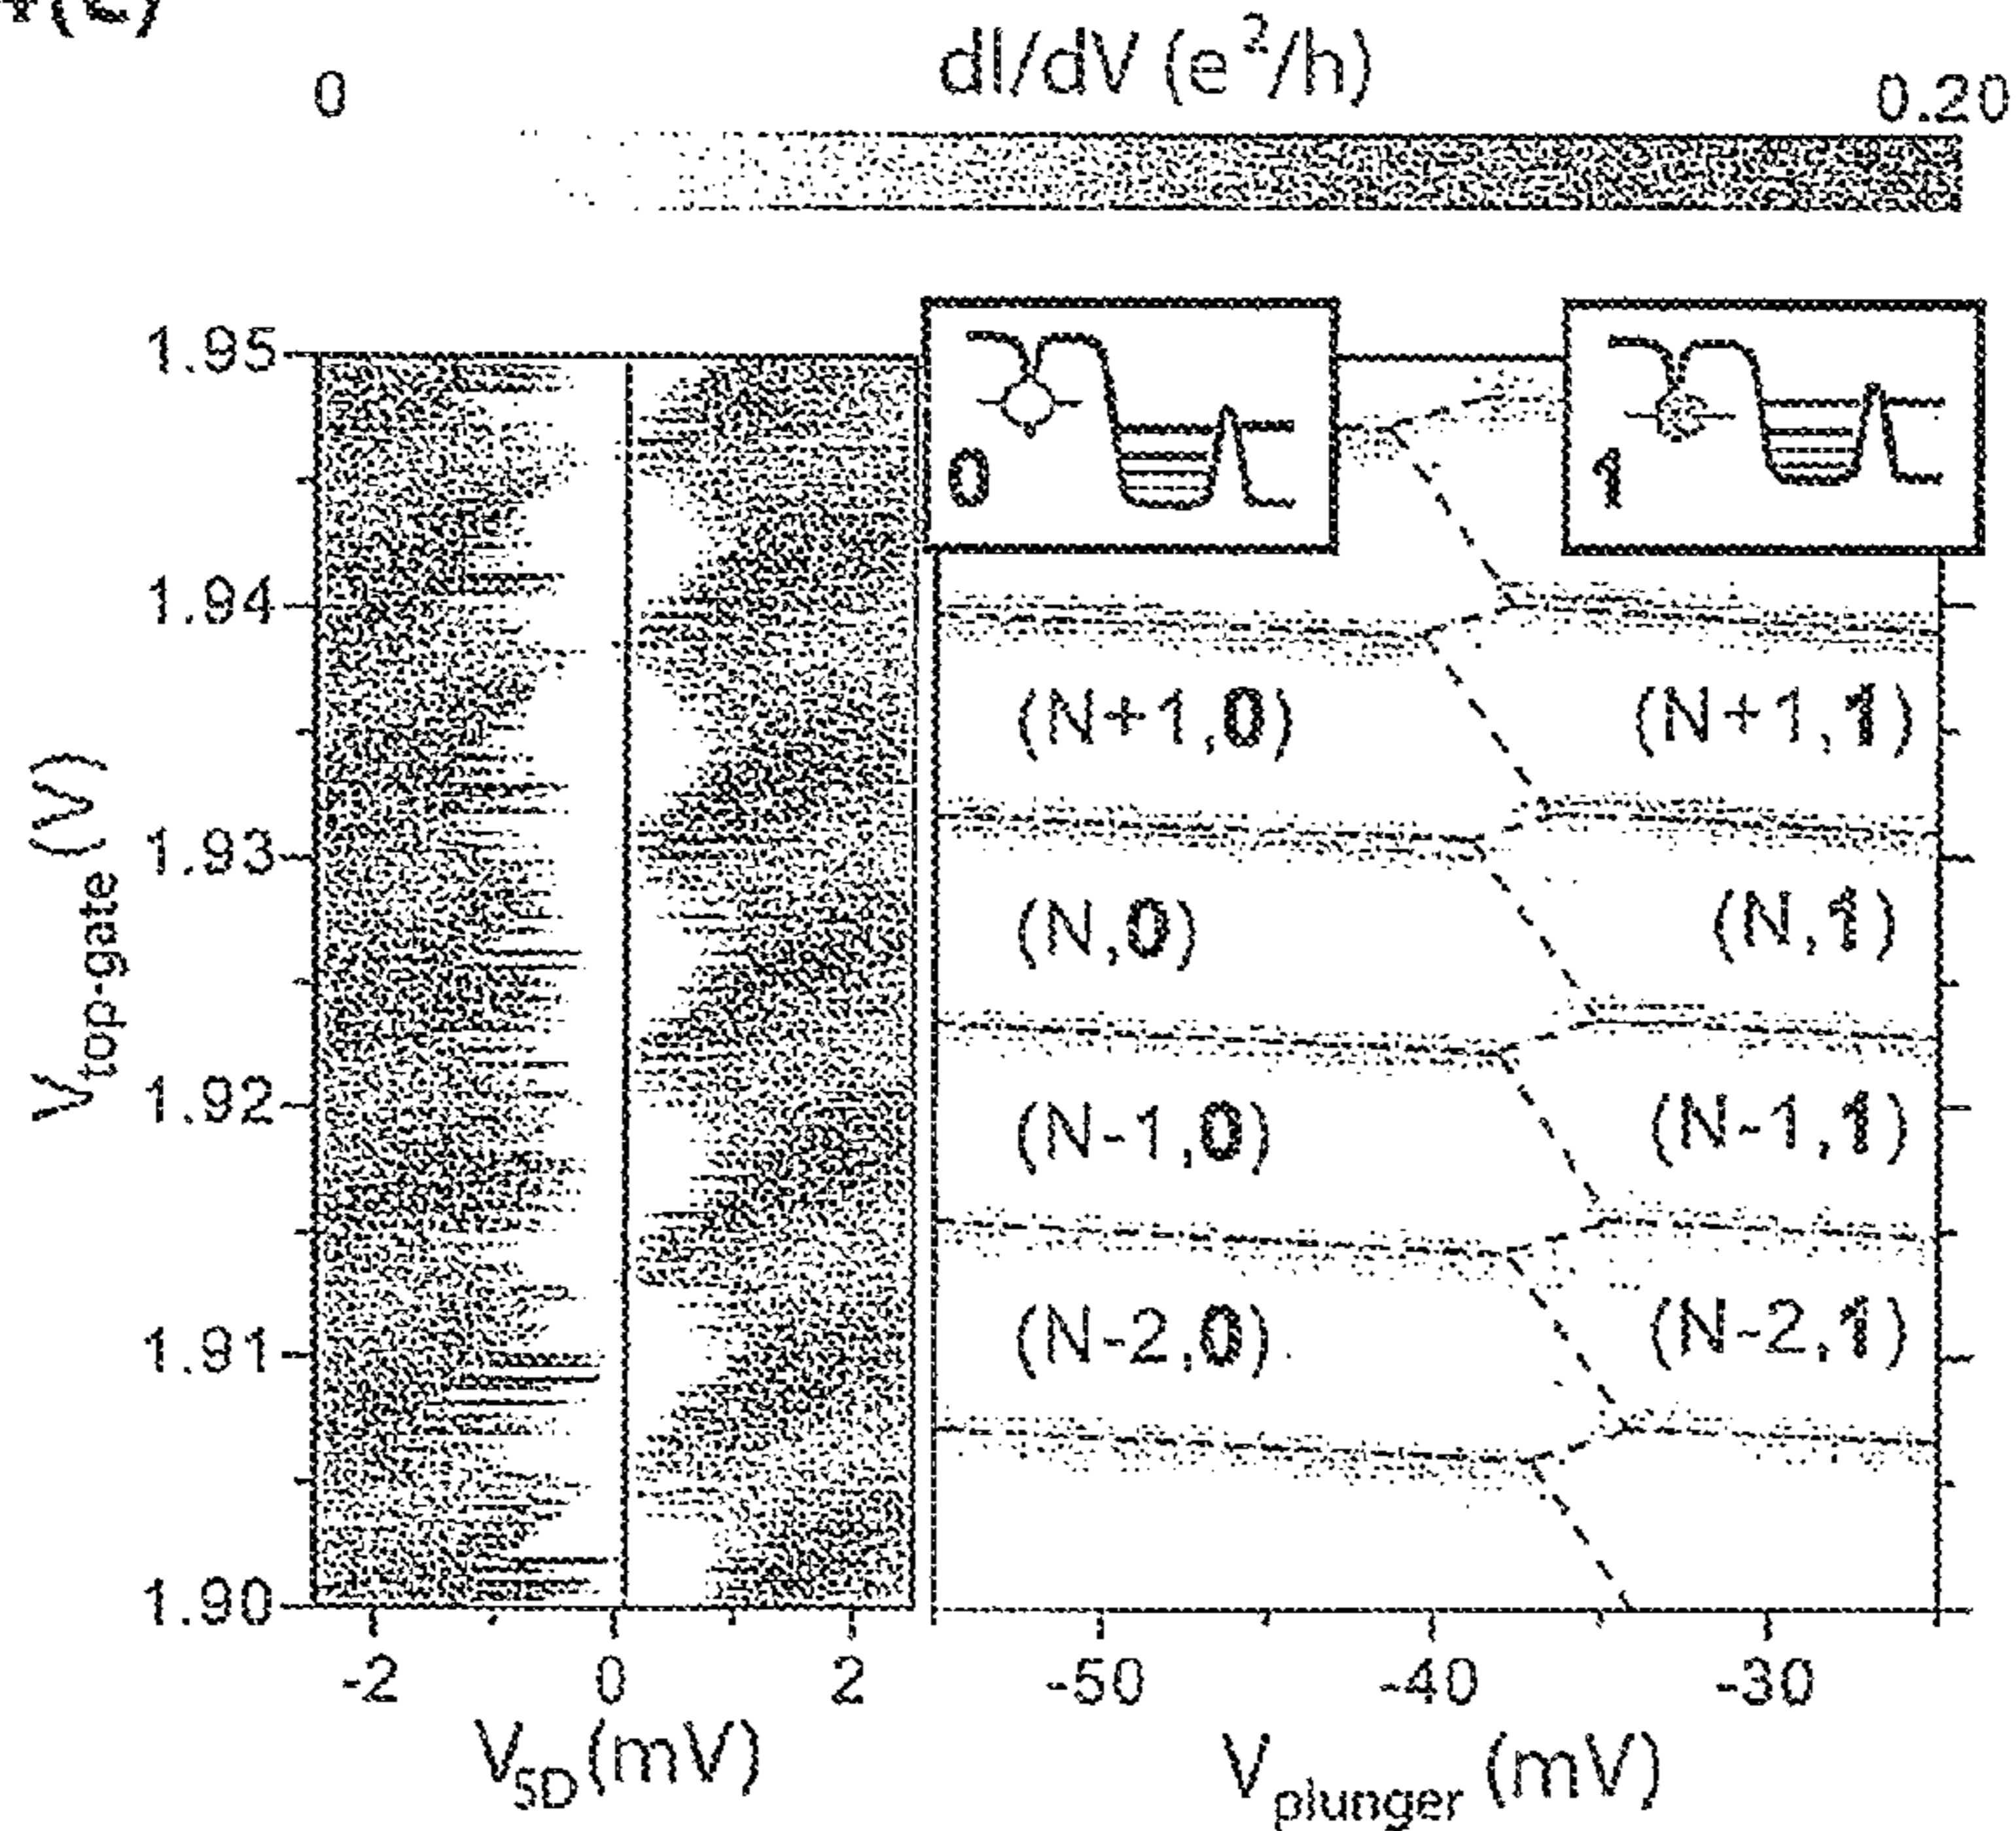 dI/dV (e²/h)
0 0.20
1.95
1.94
1.93
1.92
1.91
1.90
V_top-gate (V)
0 1
(N+1,0) (N+1,1)
(N,0) (N,1)
(N-1,0) (N-1,1)
(N-2,0) (N-2,1)
-2 0 2 -50 -40 -30
V_SD (mV) V_plunger (mV)